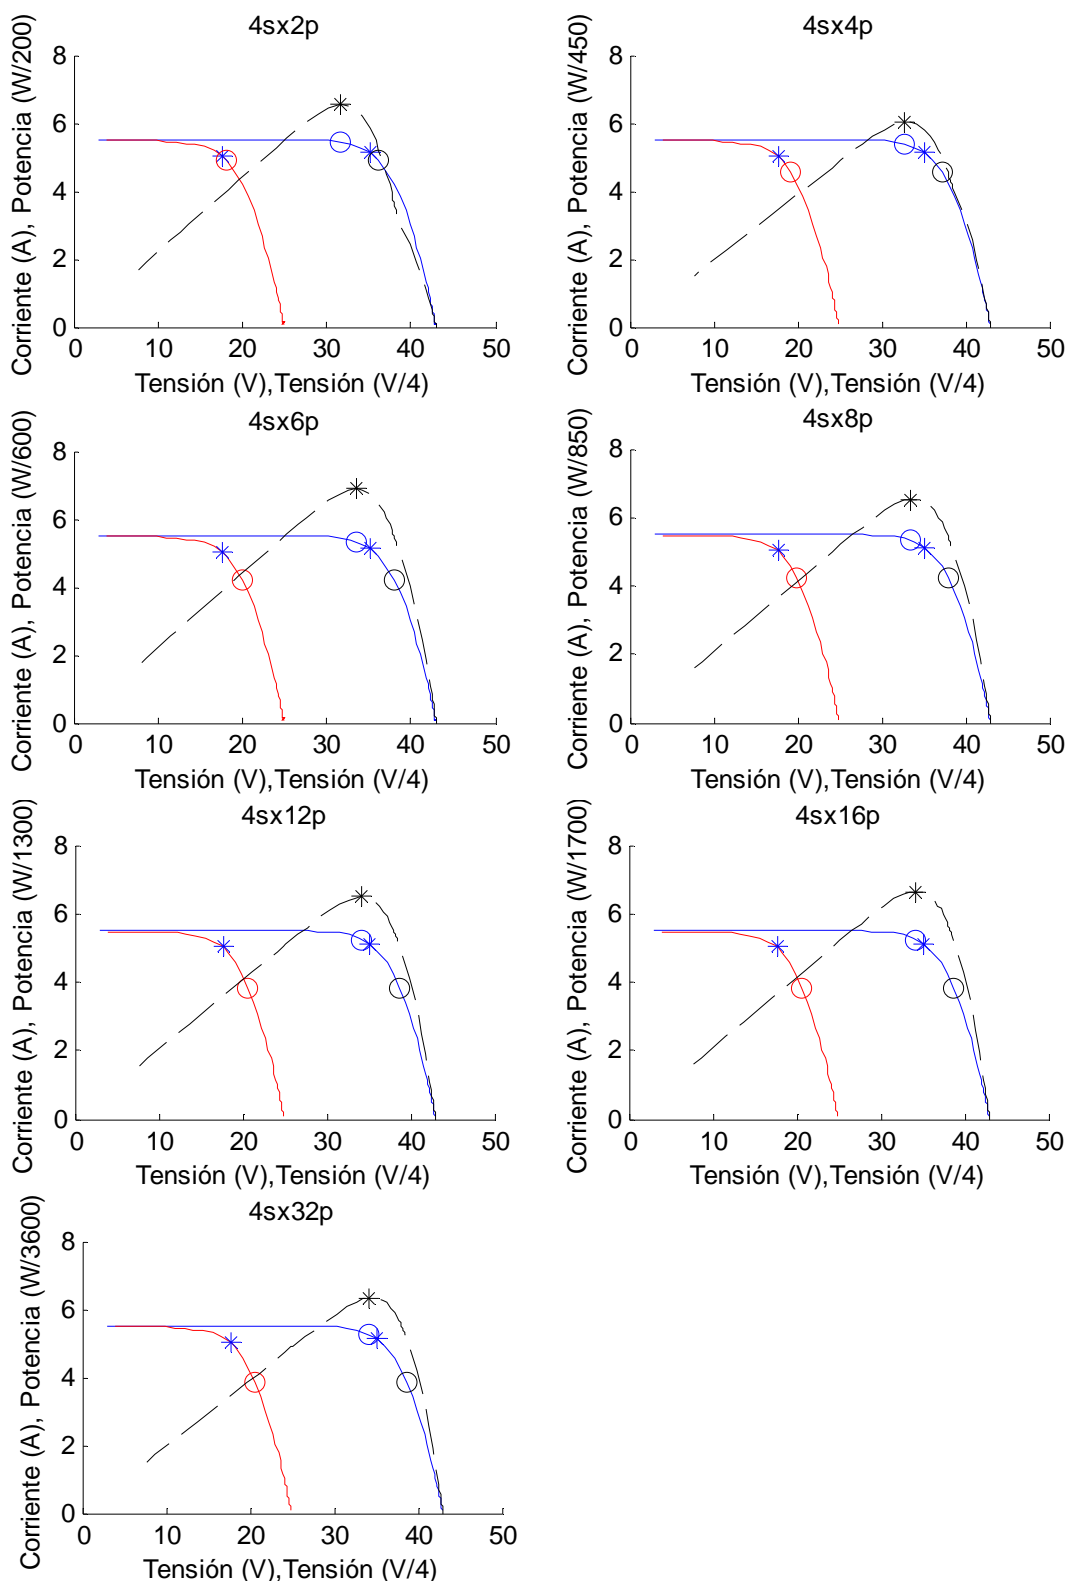 4sx2p
Corriente (A), Potencia (W/200)
8
6
4
2
0
0 10 20 30 40 50
Tensión (V),Tensión (V/4)
4sx4p
Corriente (A), Potencia (W/450)
8
6
4
2
0
0 10 20 30 40 50
Tensión (V),Tensión (V/4)
4sx6p
Corriente (A), Potencia (W/600)
8
6
4
2
0
0 10 20 30 40 50
Tensión (V),Tensión (V/4)
4sx8p
Corriente (A), Potencia (W/850)
8
6
4
2
0
0 10 20 30 40 50
Tensión (V),Tensión (V/4)
4sx12p
Corriente (A), Potencia (W/1300)
8
6
4
2
0
0 10 20 30 40 50
Tensión (V),Tensión (V/4)
4sx16p
Corriente (A), Potencia (W/1700)
8
6
4
2
0
0 10 20 30 40 50
Tensión (V),Tensión (V/4)
4sx32p
Corriente (A), Potencia (W/3600)
8
6
4
2
0
0 10 20 30 40 50
Tensión (V),Tensión (V/4)